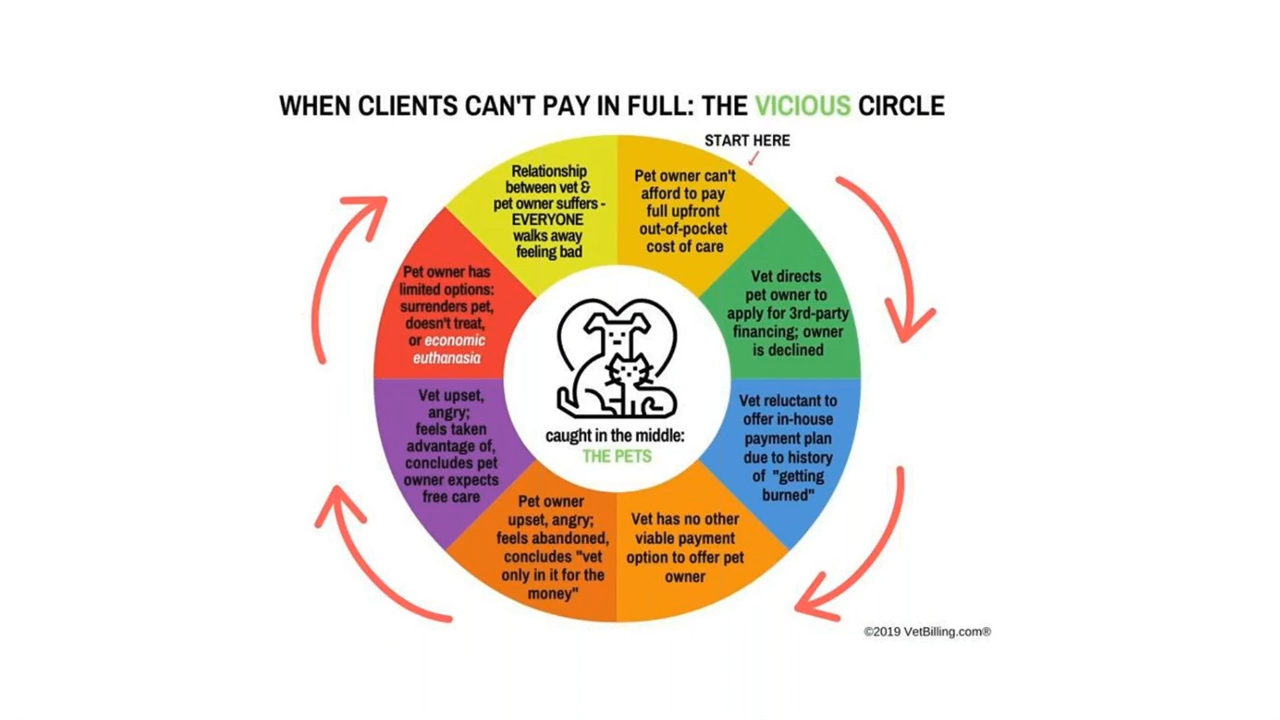 WHEN CLIENTS CAN'T PAY IN FULL: THE VICIOUS CIRCLE
START HERE
Pet owner can't
afford to pay
full upfront
out-of-pocket
cost of care
Vet directs
pet owner to
apply for 3rd-party
financing; owner
is declined
Vet reluctant to
offer in-house
payment plan
due to history
of "getting
burned"
Vet has no other
viable payment
option to offer pet
owner
Pet owner
upset, angry;
feels abandoned,
concludes "vet
only in it for the
money"
Vet upset,
angry;
feels taken
advantage of,
concludes pet
owner expects
free care
Pet owner has
limited options:
surrenders pet,
doesn't treat,
or economic
euthanasia
Relationship
between vet &
pet owner suffers -
EVERYONE
walks away
feeling bad
caught in the middle:
THE PETS
©2019 VetBilling.com®